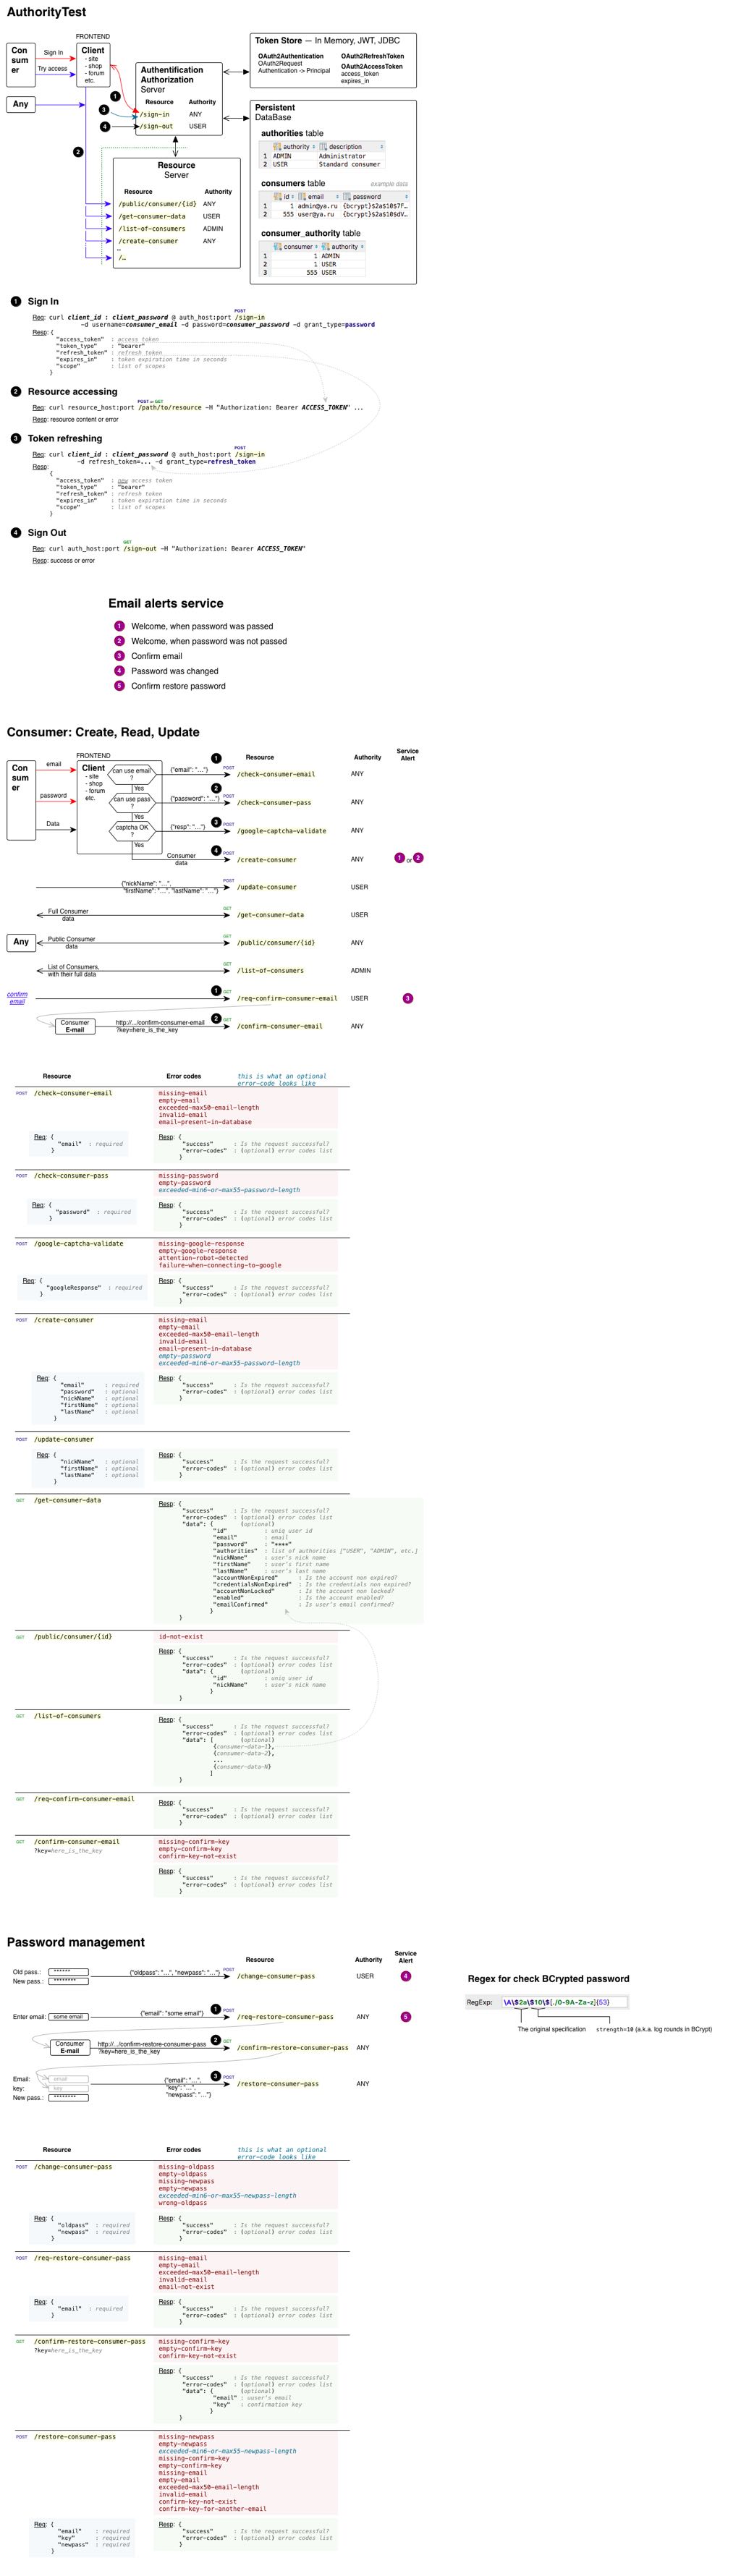 AuthorityTest
FRONTEND
Con
sum
er
Sign In
Try access
Client
- site
- shop
- forum
etc.
Any
1
2
3
4
Authentification
Authorization
Server
Resource Authority
/sign-in ANY
/sign-out USER
Token Store — In Memory, JWT, JDBC
OAuth2Authentication
OAuth2Request
Authentication -> Principal
OAuth2RefreshToken
OAuth2AccessToken
access_token
expires_in
Resource
Server
Resource Authority
/public/consumer/{id} ANY
/get-consumer-data USER
/list-of-consumers ADMIN
/create-consumer ANY
…
/…
Persistent
DataBase
authorities table
authority description
1 ADMIN Administrator
2 USER Standard consumer
consumers table example data
id email password
1 1 admin@ya.ru {bcrypt}$2a$10$7F…
2 555 user@ya.ru {bcrypt}$2a$10$dV…
consumer_authority table
consumer authority
1 1 ADMIN
2 1 USER
3 555 USER
1 Sign In
POST
Req: curl client_id : client_password @ auth_host:port /sign-in
-d username=consumer_email -d password=consumer_password -d grant_type=password
Resp: {
"access_token" : access token
"token_type" : "bearer"
"refresh_token" : refresh token
"expires_in" : token expiration time in seconds
"scope" : list of scopes
}
2 Resource accessing
POST or GET
Req: curl resource_host:port /path/to/resource -H "Authorization: Bearer ACCESS_TOKEN" ...
Resp: resource content or error
3 Token refreshing
POST
Req: curl client_id : client_password @ auth_host:port /sign-in
-d refresh_token=... -d grant_type=refresh_token
Resp:
{
"access_token" : new access token
"token_type" : "bearer"
"refresh_token" : refresh token
"expires_in" : token expiration time in seconds
"scope" : list of scopes
}
4 Sign Out
GET
Req: curl auth_host:port /sign-out -H "Authorization: Bearer ACCESS_TOKEN"
Resp: success or error
Email alerts service
1 Welcome, when password was passed
2 Welcome, when password was not passed
3 Confirm email
4 Password was changed
5 Confirm restore password
Consumer: Create, Read, Update
FRONTEND
Resource Authority Service
Alert
Con
sum
er
email
password
Data
Client
- site
- shop
- forum
etc.
can use email
?
Yes
can use pass
?
Yes
captcha OK
?
Yes
1 {"email": "…"} POST /check-consumer-email ANY
2 {"password": "…"} POST /check-consumer-pass ANY
3 {"resp": "…"} POST /google-captcha-validate ANY
4 Consumer
data POST /create-consumer ANY 1 or 2
{"nickName": "…",
"firstName": "…", "lastName": "…"} POST /update-consumer USER
Full Consumer
data GET /get-consumer-data USER
Any Public Consumer
data GET /public/consumer/{id} ANY
List of Consumers,
with their full data GET /list-of-consumers ADMIN
confirm
email 1 GET /req-confirm-consumer-email USER 3
Consumer
E-mail
http://.../confirm-consumer-email
?key=here_is_the_key 2 GET /confirm-consumer-email ANY
Resource Error codes this is what an optional
error-code looks like
POST /check-consumer-email missing-email
empty-email
exceeded-max50-email-length
invalid-email
email-present-in-database
Req: {
"email" : required
}
Resp: {
"success" : Is the request successful?
"error-codes" : (optional) error codes list
}
POST /check-consumer-pass missing-password
empty-password
exceeded-min6-or-max55-password-length
Req: {
"password" : required
}
Resp: {
"success" : Is the request successful?
"error-codes" : (optional) error codes list
}
POST /google-captcha-validate missing-google-response
empty-google-response
attention-robot-detected
failure-when-connecting-to-google
Req: {
"googleResponse" : required
}
Resp: {
"success" : Is the request successful?
"error-codes" : (optional) error codes list
}
POST /create-consumer missing-email
empty-email
exceeded-max50-email-length
invalid-email
email-present-in-database
empty-password
exceeded-min6-or-max55-password-length
Req: {
"email" : required
"password" : optional
"nickName" : optional
"firstName" : optional
"lastName" : optional
}
Resp: {
"success" : Is the request successful?
"error-codes" : (optional) error codes list
}
POST /update-consumer
Req: {
"nickName" : optional
"firstName" : optional
"lastName" : optional
}
Resp: {
"success" : Is the request successful?
"error-codes" : (optional) error codes list
}
GET /get-consumer-data
Resp: {
"success" : Is the request successful?
"error-codes" : (optional) error codes list
"data": { (optional)
"id" : uniq user id
"email" : email
"password" : "****"
"authorities" : list of authorities ["USER", "ADMIN", etc.]
"nickName" : user's nick name
"firstName" : user's first name
"lastName" : user's last name
"accountNonExpired" : Is the account non expired?
"credentialsNonExpired" : Is the credentials non expired?
"accountNonLocked" : Is the account non locked?
"enabled" : Is the account enabled?
"emailConfirmed" : Is user's email confirmed?
}
}
GET /public/consumer/{id} id-not-exist
Resp: {
"success" : Is the request successful?
"error-codes" : (optional) error codes list
"data": { (optional)
"id" : uniq user id
"nickName" : user's nick name
}
}
GET /list-of-consumers
Resp: {
"success" : Is the request successful?
"error-codes" : (optional) error codes list
"data": [ (optional)
{consumer-data-1},
{consumer-data-2},
...
{consumer-data-N}
]
}
GET /req-confirm-consumer-email
Resp: {
"success" : Is the request successful?
"error-codes" : (optional) error codes list
}
GET /confirm-consumer-email missing-confirm-key
?key=here_is_the_key empty-confirm-key
confirm-key-not-exist
Resp: {
"success" : Is the request successful?
"error-codes" : (optional) error codes list
}
Password management
Resource Authority Service
Alert
Old pass.: ******
New pass.: ********
{"oldpass": "…", "newpass": "…"} POST /change-consumer-pass USER 4
Enter email: some email {"email": "some email"} 1 POST /req-restore-consumer-pass ANY 5
Consumer
E-mail
http://.../confirm-restore-consumer-pass
?key=here_is_the_key 2 GET /confirm-restore-consumer-pass ANY
Email: email
key: key
New pass.: ********
{"email": "…",
"key": "…",
"newpass": "…"} 3 POST /restore-consumer-pass ANY
Regex for check BCrypted password
RegExp: \A\$2a\$10\$[./0-9A-Za-z]{53}
The original specification strength=10 (a.k.a. log rounds in BCrypt)
Resource Error codes this is what an optional
error-code looks like
POST /change-consumer-pass missing-oldpass
empty-oldpass
missing-newpass
empty-newpass
exceeded-min6-or-max55-newpass-length
wrong-oldpass
Req: {
"oldpass" : required
"newpass" : required
}
Resp: {
"success" : Is the request successful?
"error-codes" : (optional) error codes list
}
POST /req-restore-consumer-pass missing-email
empty-email
exceeded-max50-email-length
invalid-email
email-not-exist
Req: {
"email" : required
}
Resp: {
"success" : Is the request successful?
"error-codes" : (optional) error codes list
}
GET /confirm-restore-consumer-pass missing-confirm-key
?key=here_is_the_key empty-confirm-key
confirm-key-not-exist
Resp: {
"success" : Is the request successful?
"error-codes" : (optional) error codes list
"data": { (optional)
"email" : uuser's email
"key" : confirmation key
}
}
POST /restore-consumer-pass missing-newpass
empty-newpass
exceeded-min6-or-max55-newpass-length
missing-confirm-key
empty-confirm-key
missing-email
empty-email
exceeded-max50-email-length
invalid-email
confirm-key-not-exist
confirm-key-for-another-email
Req: {
"email" : required
"key" : required
"newpass" : required
}
Resp: {
"success" : Is the request successful?
"error-codes" : (optional) error codes list
}